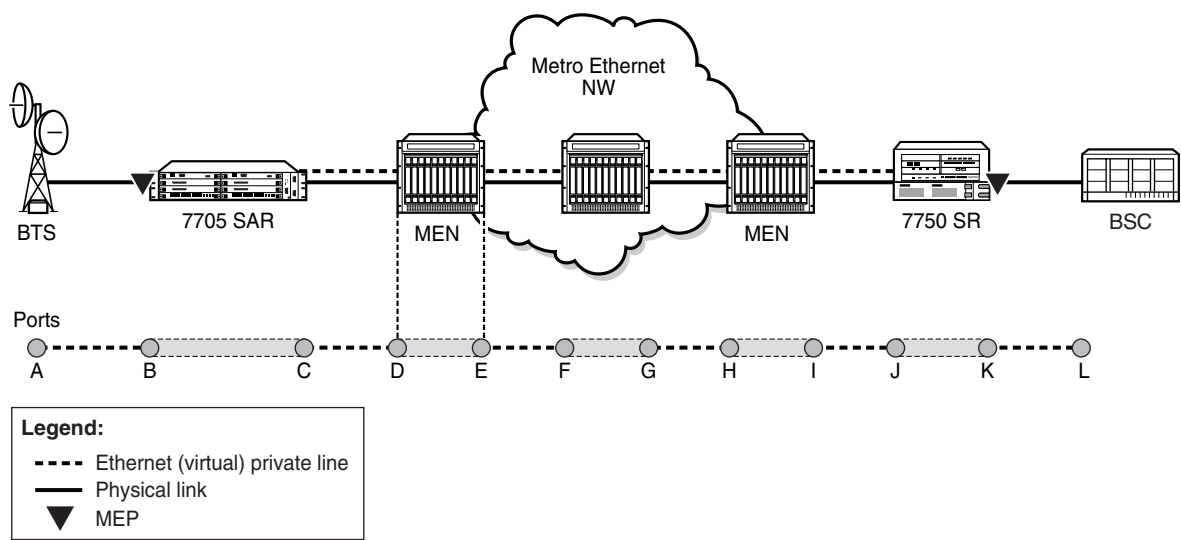 Metro Ethernet
NW
BTS
7705 SAR
MEN
MEN
7750 SR
BSC
Ports
A B C D E F G H I J K L
Legend:
Ethernet (virtual) private line
Physical link
MEP